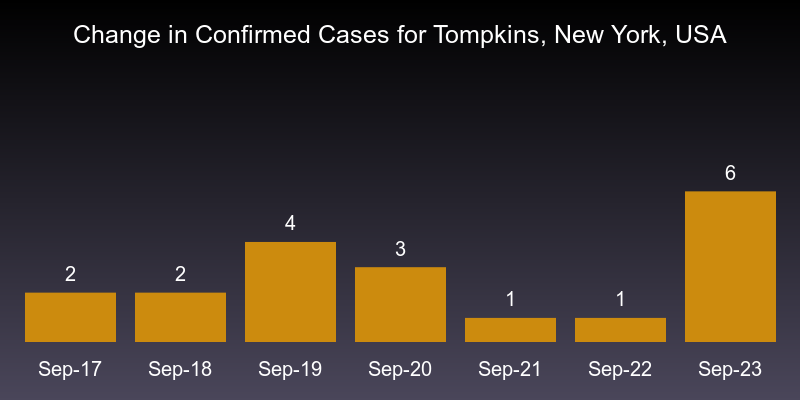 Change in Confirmed Cases for Tompkins, New York, USA
6
4
3
2 2
1 1
Sep-17 Sep-18 Sep-19 Sep-20 Sep-21 Sep-22 Sep-23